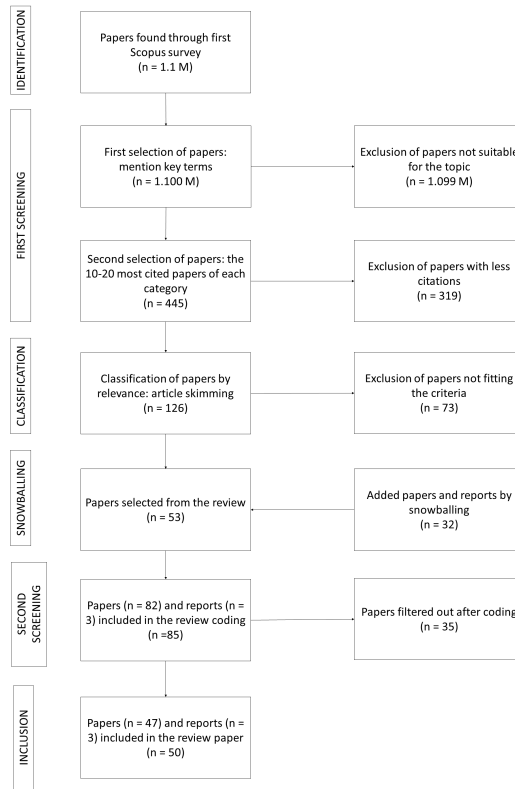 IDENTIFICATION
Papers found through first
Scopus survey
(n = 1.1 M)
FIRST SCREENING
First selection of papers:
mention key terms
(n = 1.100 M)
Exclusion of papers not suitable
for the topic
(n = 1.099 M)
Second selection of papers: the
10-20 most cited papers of each
category
(n = 445)
Exclusion of papers with less
citations
(n = 319)
CLASSIFICATION
Classification of papers by
relevance: article skimming
(n = 126)
Exclusion of papers not fitting
the criteria
(n = 73)
SNOWBALLING
Papers selected from the review
(n = 53)
Added papers and reports by
snowballing
(n = 32)
SECOND
SCREENING
Papers (n = 82) and reports (n =
3) included in the review coding
(n =85)
Papers filtered out after coding
(n = 35)
INCLUSION
Papers (n = 47) and reports (n =
3) included in the review paper
(n = 50)